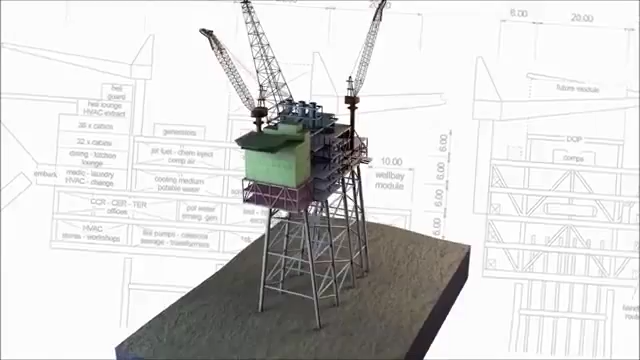 6.00
20.00
heli
guard
heli lounge
HVAC extract
future module
38 x cabins
generators
32 x cabins
air fuel - chem inject
comp air
DOP
dining - kitchen
lounge
comps
10.00
wellbay
module
6.00
6.00
6.00
embark
medic - laundry
HVAC - change
cooling medium
potable water
CCR - CER - TER
offices
pot water
emerg. gen
HVAC
stores - workshops
fire pumps - caissons
sewage - transformers